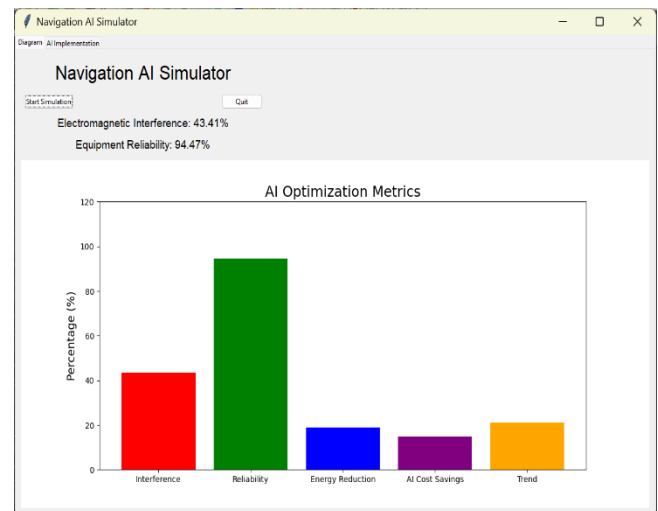 Navigation AI Simulator
Diagram AI Implementation
Navigation AI Simulator
Start Simulation Quit
Electromagnetic Interference: 43.41%
Equipment Reliability: 94.47%
AI Optimization Metrics
120
100
80
60
40
20
0
Percentage (%)
Interference Reliability Energy Reduction AI Cost Savings Trend